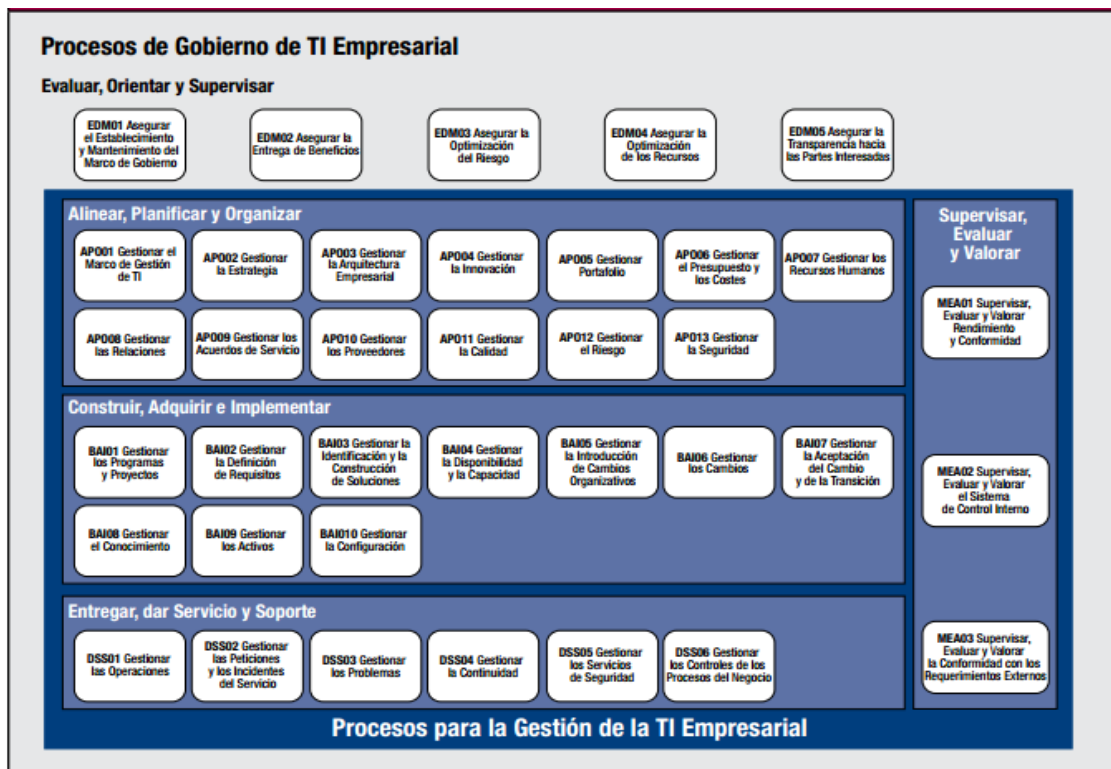 Procesos de Gobierno de TI Empresarial
Evaluar, Orientar y Supervisar
EDM01 Asegurar
el Establecimiento
y Mantenimiento del
Marco de Gobierno
EDM02 Asegurar la
Entrega de Beneficios
EDM03 Asegurar la
Optimización
del Riesgo
EDM04 Asegurar la
Optimización
de los Recursos
EDM05 Asegurar la
Transparencia hacia
las Partes Interesadas
Alinear, Planificar y Organizar
APO01 Gestionar el
Marco de Gestión
de TI
APO02 Gestionar
la Estrategia
APO03 Gestionar
la Arquitectura
Empresarial
APO04 Gestionar
la Innovación
APO05 Gestionar
Portafolio
APO06 Gestionar
el Presupuesto y
los Costes
APO07 Gestionar los
Recursos Humanos
APO08 Gestionar
las Relaciones
APO09 Gestionar los
Acuerdos de Servicio
APO10 Gestionar
los Proveedores
APO11 Gestionar
la Calidad
APO12 Gestionar
el Riesgo
APO13 Gestionar
la Seguridad
Construir, Adquirir e Implementar
BAI01 Gestionar
los Programas
y Proyectos
BAI02 Gestionar
la Definición
de Requisitos
BAI03 Gestionar la
Identificación y la
Construcción
de Soluciones
BAI04 Gestionar
la Disponibilidad
y la Capacidad
BAI05 Gestionar
la Introducción
de Cambios
Organizativos
BAI06 Gestionar
los Cambios
BAI07 Gestionar
la Aceptación
del Cambio
y de la Transición
BAI08 Gestionar
el Conocimiento
BAI09 Gestionar
los Activos
BAI010 Gestionar
la Configuración
Entregar, dar Servicio y Soporte
DSS01 Gestionar
las Operaciones
DSS02 Gestionar
las Peticiones
y los Incidentes
del Servicio
DSS03 Gestionar
los Problemas
DSS04 Gestionar
la Continuidad
DSS05 Gestionar
los Servicios
de Seguridad
DSS06 Gestionar
los Controles de los
Procesos del Negocio
Supervisar,
Evaluar
y Valorar
MEA01 Supervisar,
Evaluar y Valorar
Rendimiento
y Conformidad
MEA02 Supervisar,
Evaluar y Valorar
el Sistema
de Control Interno
MEA03 Supervisar,
Evaluar y Valorar
la Conformidad con los
Requerimientos Externos
Procesos para la Gestión de la TI Empresarial